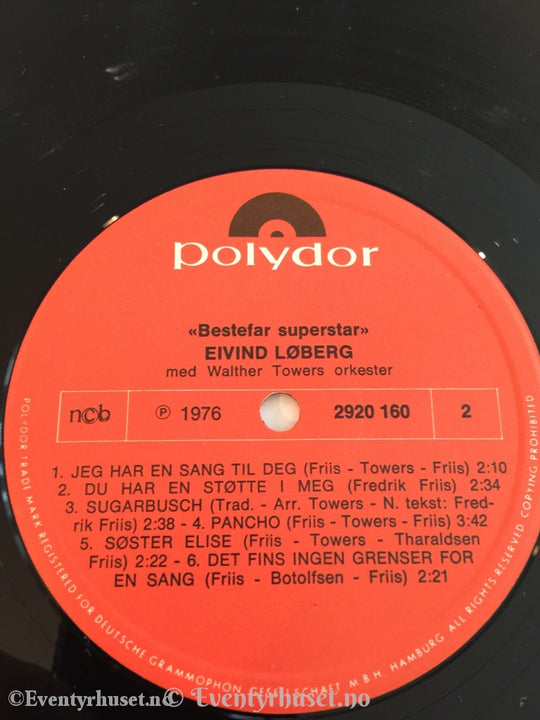 polydor
«Bestefar superstar»
EIVIND LØBERG
med Walther Towers orkester
ncb
℗ 1976
2920 160
2
1. JEG HAR EN SANG TIL DEG (Friis - Towers - Friis) 2:10
2. DU HAR EN STØTTE I MEG (Fredrik Friis) 2:34
3. SUGARBUSCH (Trad. - Arr. Towers - N. tekst: Fred-
rik Friis) 2:38 - 4. PANCHO (Friis - Towers - Friis) 3:42
5. SØSTER ELISE (Friis - Towers - Tharaldsen
Friis) 2:22 - 6. DET FINS INGEN GRENSER FOR
EN SANG (Friis - Botolfsen - Friis) 2:21
POLYDOR TRADE MARK REGISTERED FOR DEUTSCHE GRAMMOPHON GESELLSCHAFT M B H HAMBURG ALL RIGHTS RESERVED COPYING PROHIBITED
©Eventyrhuset.no
© Eventyrhuset.no